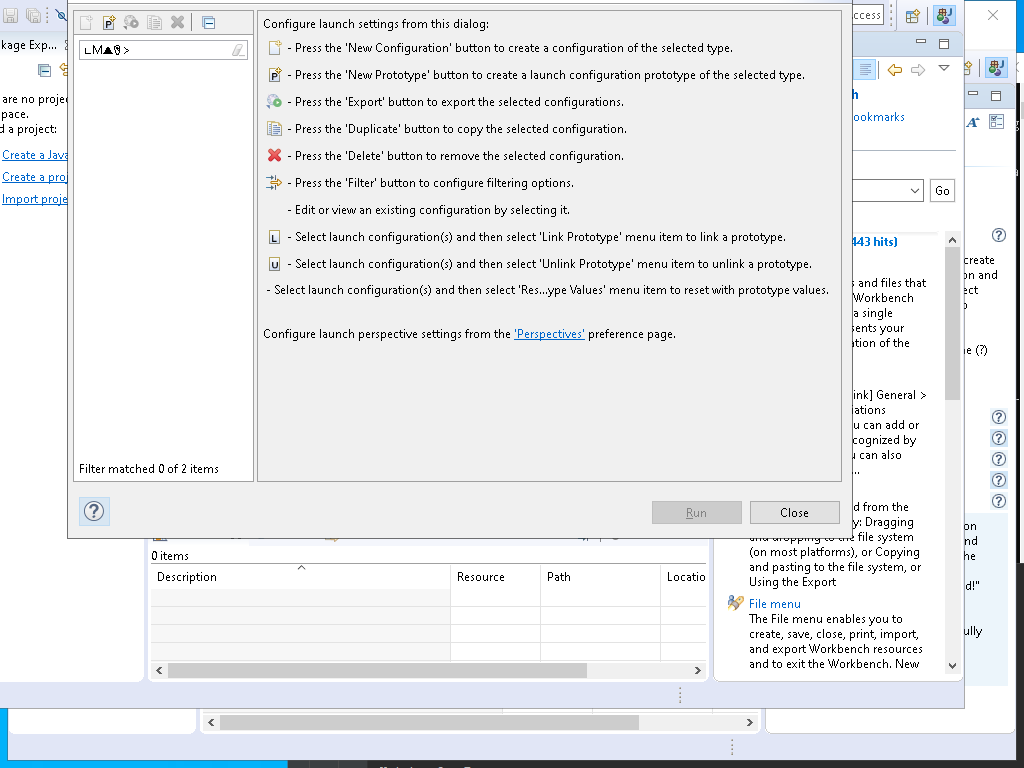 Configure launch settings from this dialog:
- Press the 'New Configuration' button to create a configuration of the selected type.
- Press the 'New Prototype' button to create a launch configuration prototype of the selected type.
- Press the 'Export' button to export the selected configurations.
- Press the 'Duplicate' button to copy the selected configuration.
- Press the 'Delete' button to remove the selected configuration.
- Press the 'Filter' button to configure filtering options.
- Edit or view an existing configuration by selecting it.
L - Select launch configuration(s) and then select 'Link Prototype' menu item to link a prototype.
U - Select launch configuration(s) and then select 'Unlink Prototype' menu item to unlink a prototype.
- Select launch configuration(s) and then select 'Res...ype Values' menu item to reset with prototype values.
Configure launch perspective settings from the 'Perspectives' preference page.
Filter matched 0 of 2 items
Run
Close
kage Exp...
are no projec
pace.
d a project:
Create a Java
Create a proj
Import proje
0 items
Description
Resource
Path
Locatio
ccess
h
ookmarks
Go
443 hits)
s and files that
Workbench
a single
sents your
ation of the
ink] General >
iations
u can add or
cognized by
u can also
...
d from the
y: Dragging
and dropping to the file system
(on most platforms), or Copying
and pasting to the file system, or
Using the Export
File menu
The File menu enables you to
create, save, close, print, import,
and export Workbench resources
and to exit the Workbench. New
create
on and
ect
ne (?)
on
nd
he
d!"
ully